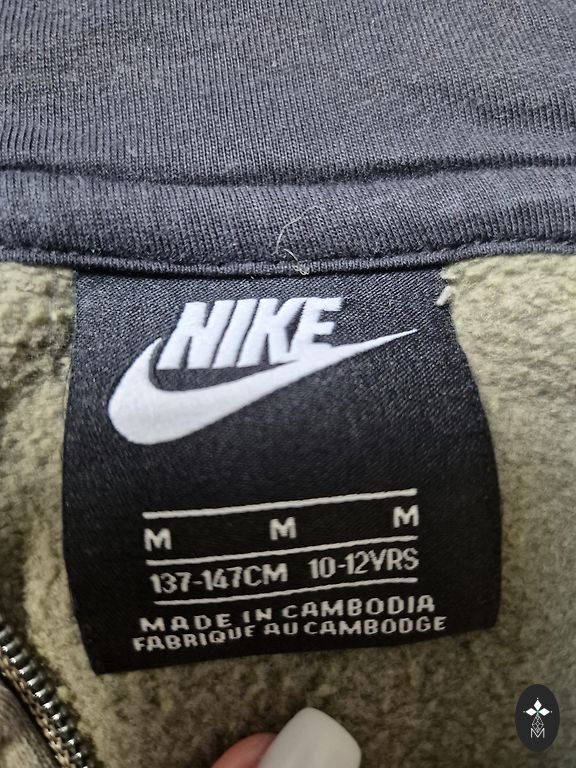 NIKE
M M M
137-147CM 10-12YRS
MADE IN CAMBODIA
FABRIQUE AU CAMBODGE
M